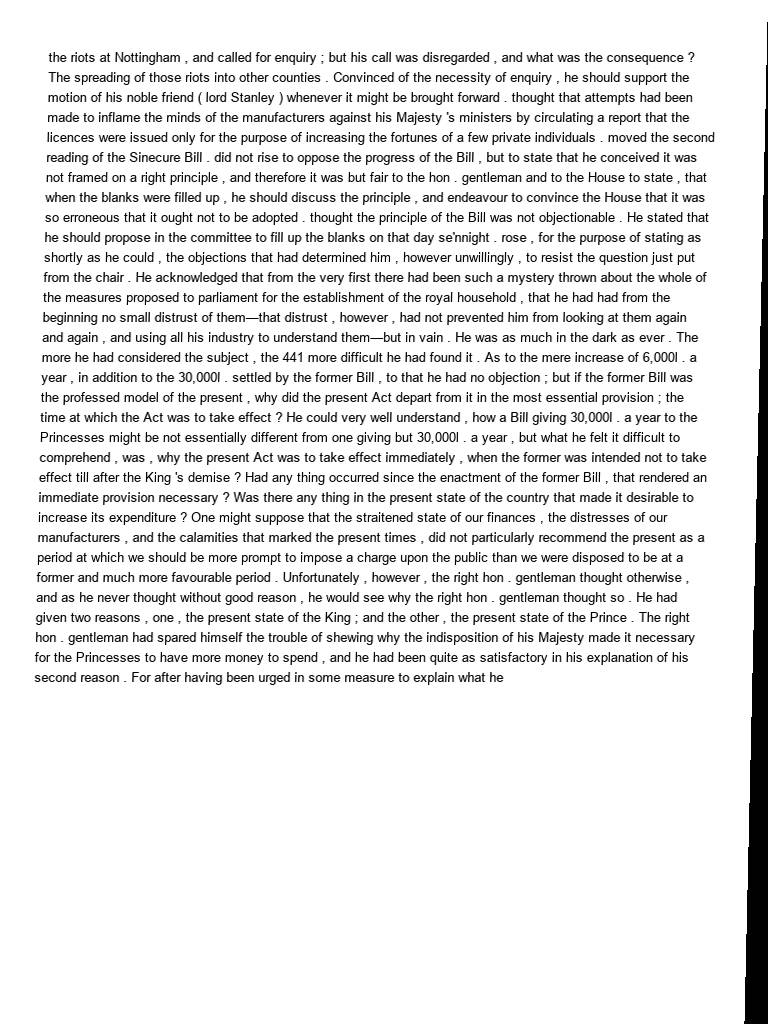 the riots at Nottingham , and called for enquiry ; but his call was disregarded , and what was the consequence ?
The spreading of those riots into other counties . Convinced of the necessity of enquiry , he should support the
motion of his noble friend ( lord Stanley ) whenever it might be brought forward . thought that attempts had been
made to inflame the minds of the manufacturers against his Majesty 's ministers by circulating a report that the
licences were issued only for the purpose of increasing the fortunes of a few private individuals . moved the second
reading of the Sinecure Bill . did not rise to oppose the progress of the Bill , but to state that he conceived it was
not framed on a right principle , and therefore it was but fair to the hon . gentleman and to the House to state , that
when the blanks were filled up , he should discuss the principle , and endeavour to convince the House that it was
so erroneous that it ought not to be adopted . thought the principle of the Bill was not objectionable . He stated that
he should propose in the committee to fill up the blanks on that day se'nnight . rose , for the purpose of stating as
shortly as he could , the objections that had determined him , however unwillingly , to resist the question just put
from the chair . He acknowledged that from the very first there had been such a mystery thrown about the whole of
the measures proposed to parliament for the establishment of the royal household , that he had had from the
beginning no small distrust of them—that distrust , however , had not prevented him from looking at them again
and again , and using all his industry to understand them—but in vain . He was as much in the dark as ever . The
more he had considered the subject , the 441 more difficult he had found it . As to the mere increase of 6,000l . a
year , in addition to the 30,000l . settled by the former Bill , to that he had no objection ; but if the former Bill was
the professed model of the present , why did the present Act depart from it in the most essential provision ; the
time at which the Act was to take effect ? He could very well understand , how a Bill giving 30,000l . a year to the
Princesses might be not essentially different from one giving but 30,000l . a year , but what he felt it difficult to
comprehend , was , why the present Act was to take effect immediately , when the former was intended not to take
effect till after the King 's demise ? Had any thing occurred since the enactment of the former Bill , that rendered an
immediate provision necessary ? Was there any thing in the present state of the country that made it desirable to
increase its expenditure ? One might suppose that the straitened state of our finances , the distresses of our
manufacturers , and the calamities that marked the present times , did not particularly recommend the present as a
period at which we should be more prompt to impose a charge upon the public than we were disposed to be at a
former and much more favourable period . Unfortunately , however , the right hon . gentleman thought otherwise ,
and as he never thought without good reason , he would see why the right hon . gentleman thought so . He had
given two reasons , one , the present state of the King ; and the other , the present state of the Prince . The right
hon . gentleman had spared himself the trouble of shewing why the indisposition of his Majesty made it necessary
for the Princesses to have more money to spend , and he had been quite as satisfactory in his explanation of his
second reason . For after having been urged in some measure to explain what he